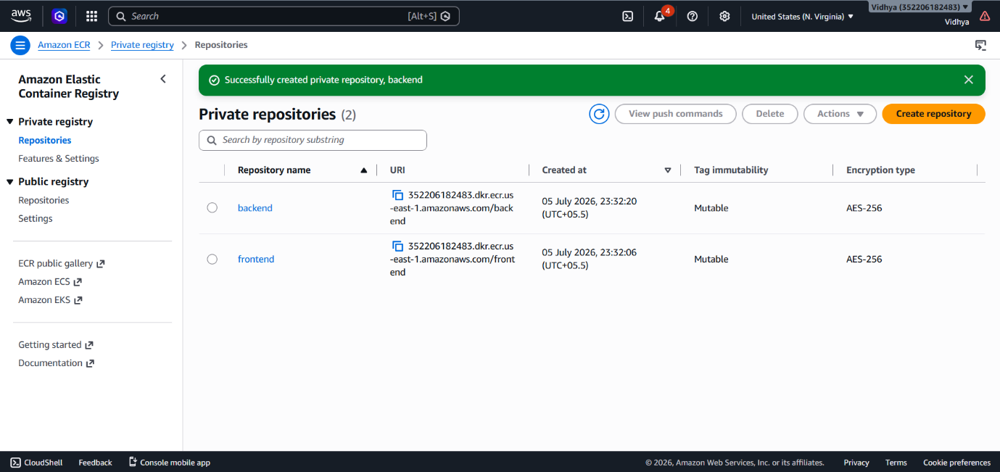 aws
Search
[Alt+S]
4
United States (N. Virginia)
Vidhya (352206182483)
Vidhya
Amazon ECR
Private registry
Repositories
Amazon Elastic
Container Registry
Private registry
Repositories
Features & Settings
Public registry
Repositories
Settings
ECR public gallery
Amazon ECS
Amazon EKS
Getting started
Documentation
Successfully created private repository, backend
Private repositories (2)
View push commands
Delete
Actions
Create repository
Search by repository substring
Repository name
URI
Created at
Tag immutability
Encryption type
backend
352206182483.dkr.ecr.us
-east-1.amazonaws.com/back
end
05 July 2026, 23:32:20
(UTC+05.5)
Mutable
AES-256
frontend
352206182483.dkr.ecr.us
-east-1.amazonaws.com/front
end
05 July 2026, 23:32:06
(UTC+05.5)
Mutable
AES-256
CloudShell
Feedback
Console mobile app
© 2026, Amazon Web Services, Inc. or its affiliates.
Privacy
Terms
Cookie preferences